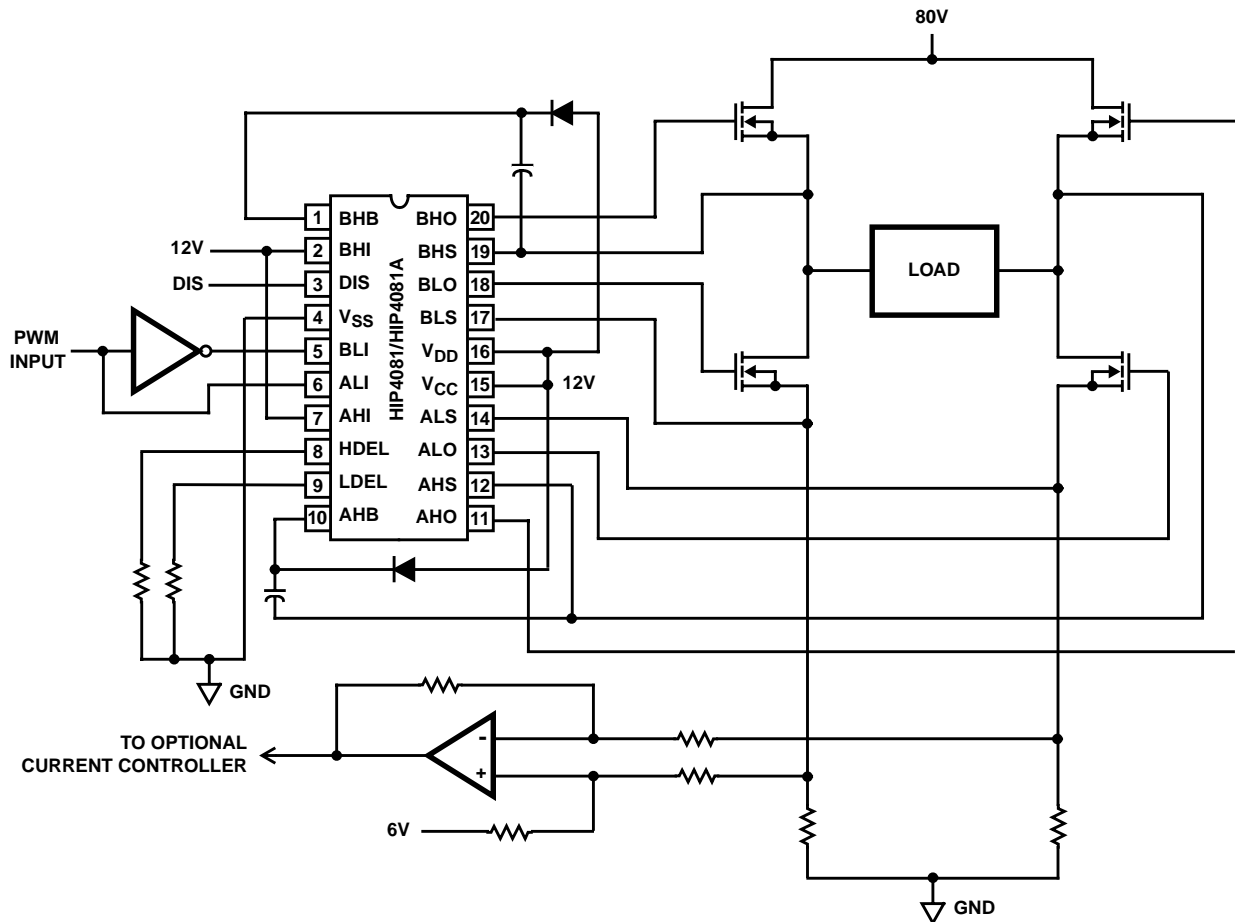 80V
1 BHB BHO 20
12V 2 BHI BHS 19
DIS 3 DIS BLO 18
4 VSS BLS 17
PWM
INPUT
5 BLI VDD 16
6 ALI VCC 15 12V
7 AHI ALS 14
8 HDEL ALO 13
9 LDEL AHS 12
10 AHB AHO 11
HIP4081/HIP4081A
LOAD
GND
TO OPTIONAL
CURRENT CONTROLLER
-
+
6V
GND